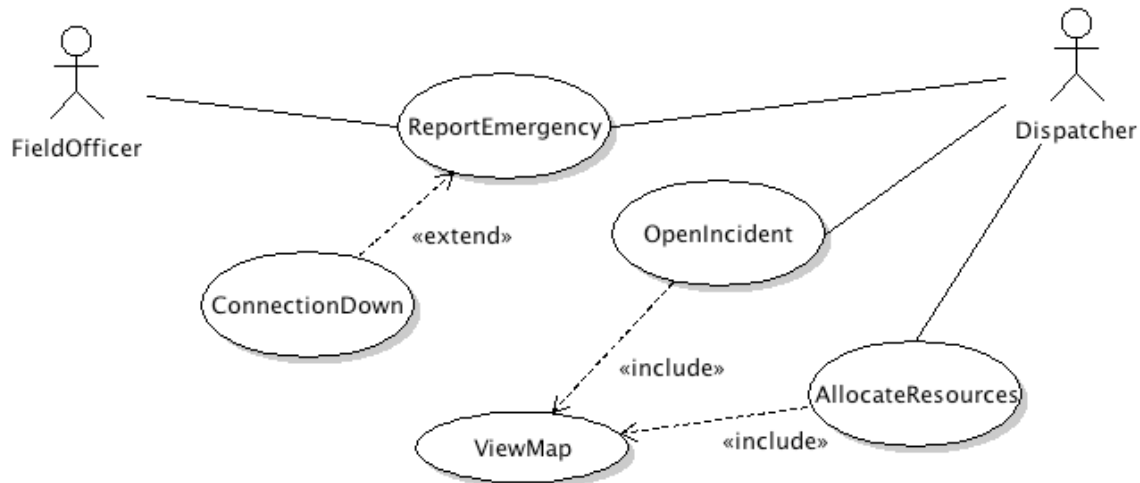 ReportEmergency
FieldOfficer
Dispatcher
«extend»
OpenIncident
ConnectionDown
«include»
AllocateResources
ViewMap
«include»